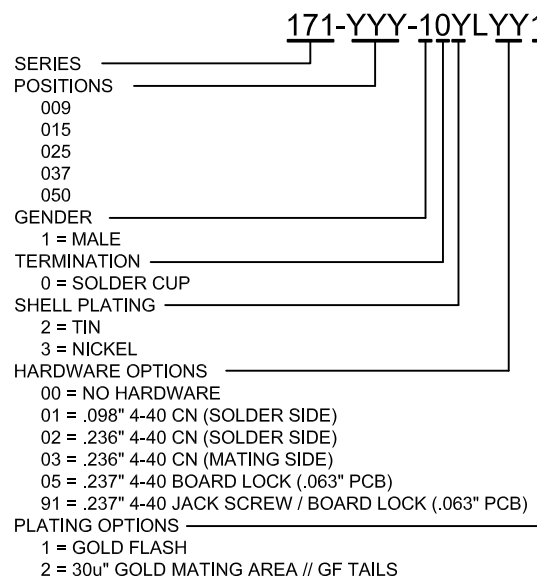 171-YYY-10YLYY1
SERIES
POSITIONS
009
015
025
037
050
GENDER
1 = MALE
TERMINATION
0 = SOLDER CUP
SHELL PLATING
2 = TIN
3 = NICKEL
HARDWARE OPTIONS
00 = NO HARDWARE
01 = .098" 4-40 CN (SOLDER SIDE)
02 = .236" 4-40 CN (SOLDER SIDE)
03 = .236" 4-40 CN (MATING SIDE)
05 = .237" 4-40 BOARD LOCK (.063" PCB)
91 = .237" 4-40 JACK SCREW / BOARD LOCK (.063" PCB)
PLATING OPTIONS
1 = GOLD FLASH
2 = 30u" GOLD MATING AREA // GF TAILS